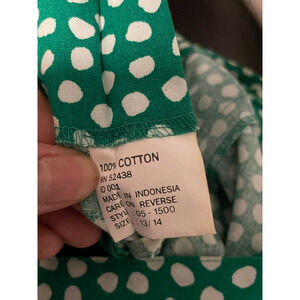 100% COTTON
RN 52438
ID 001
MADE IN INDONESIA
CARE ON REVERSE
STYLE 05-1500
SIZE 13/14